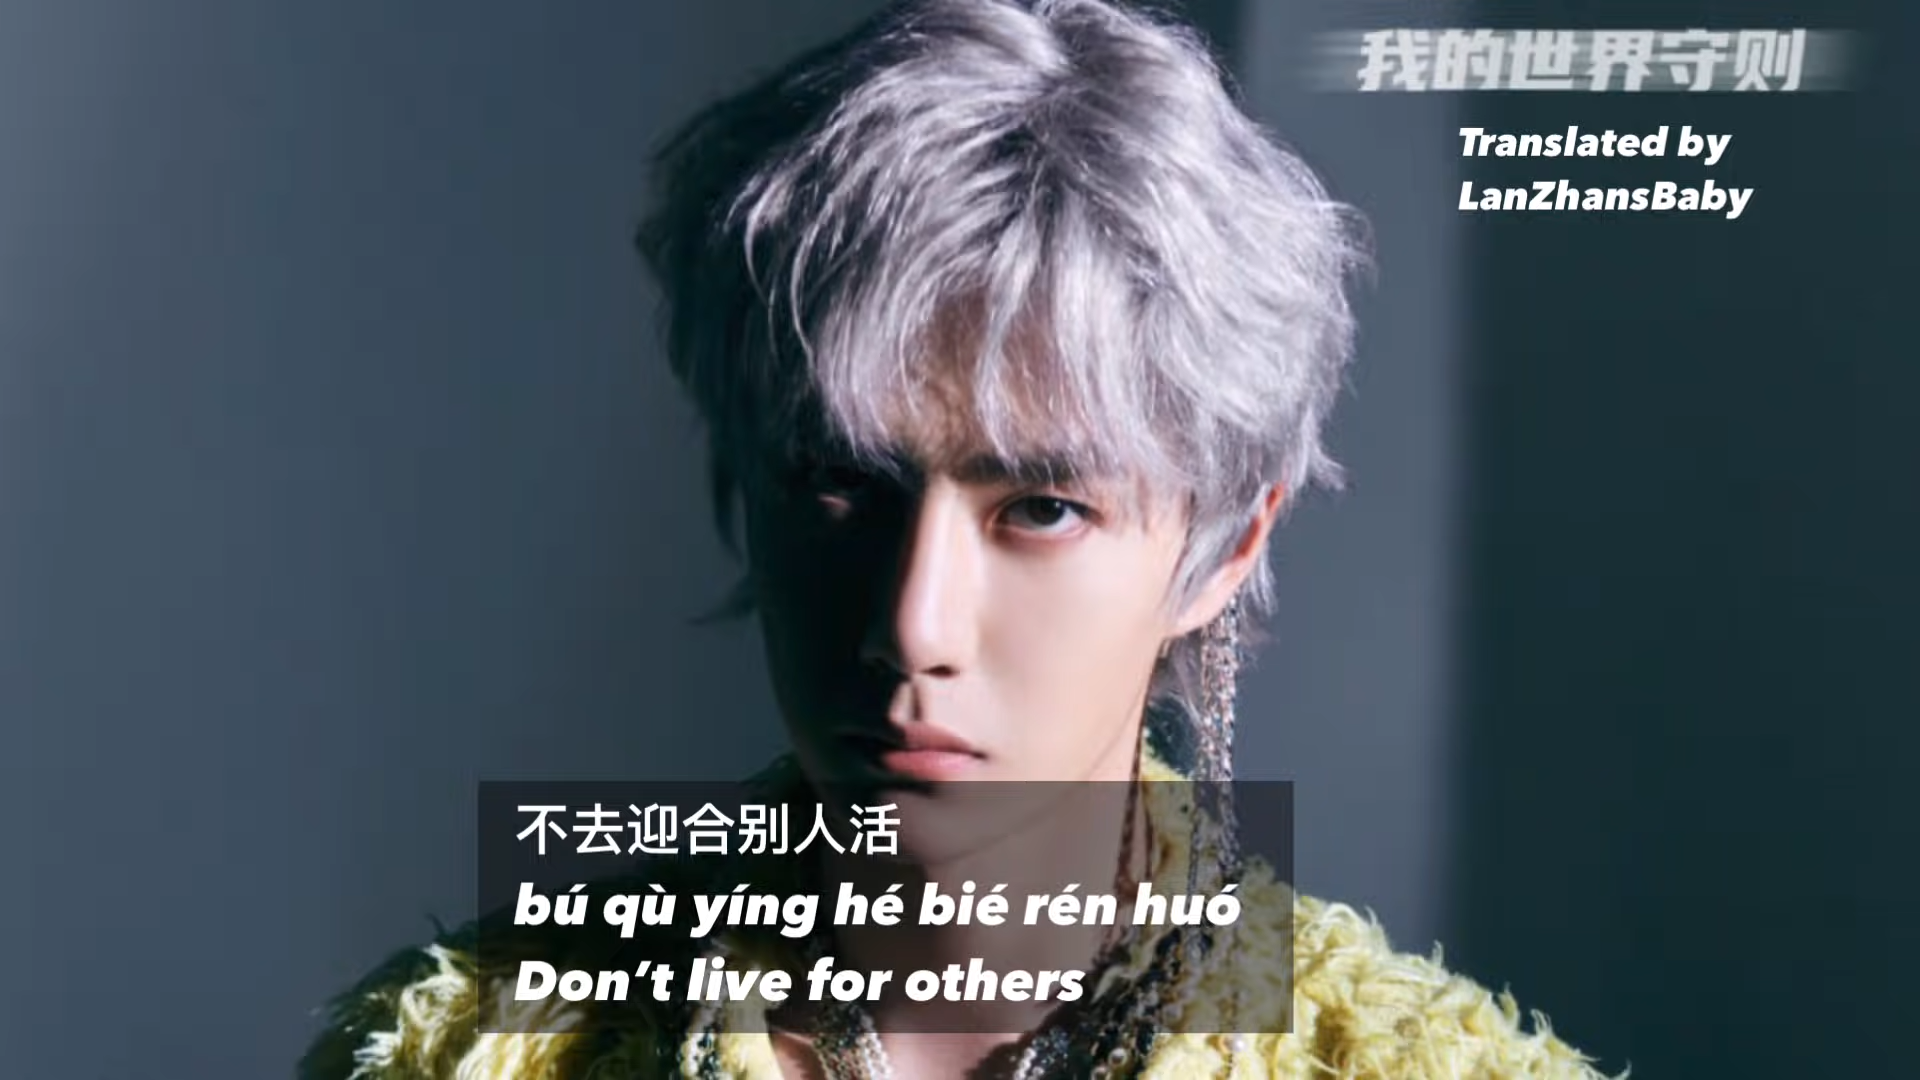 我的世界守则
Translated by
LanZhansBaby
不去迎合别人活
bú qù yíng hé bié rén huó
Don't live for others